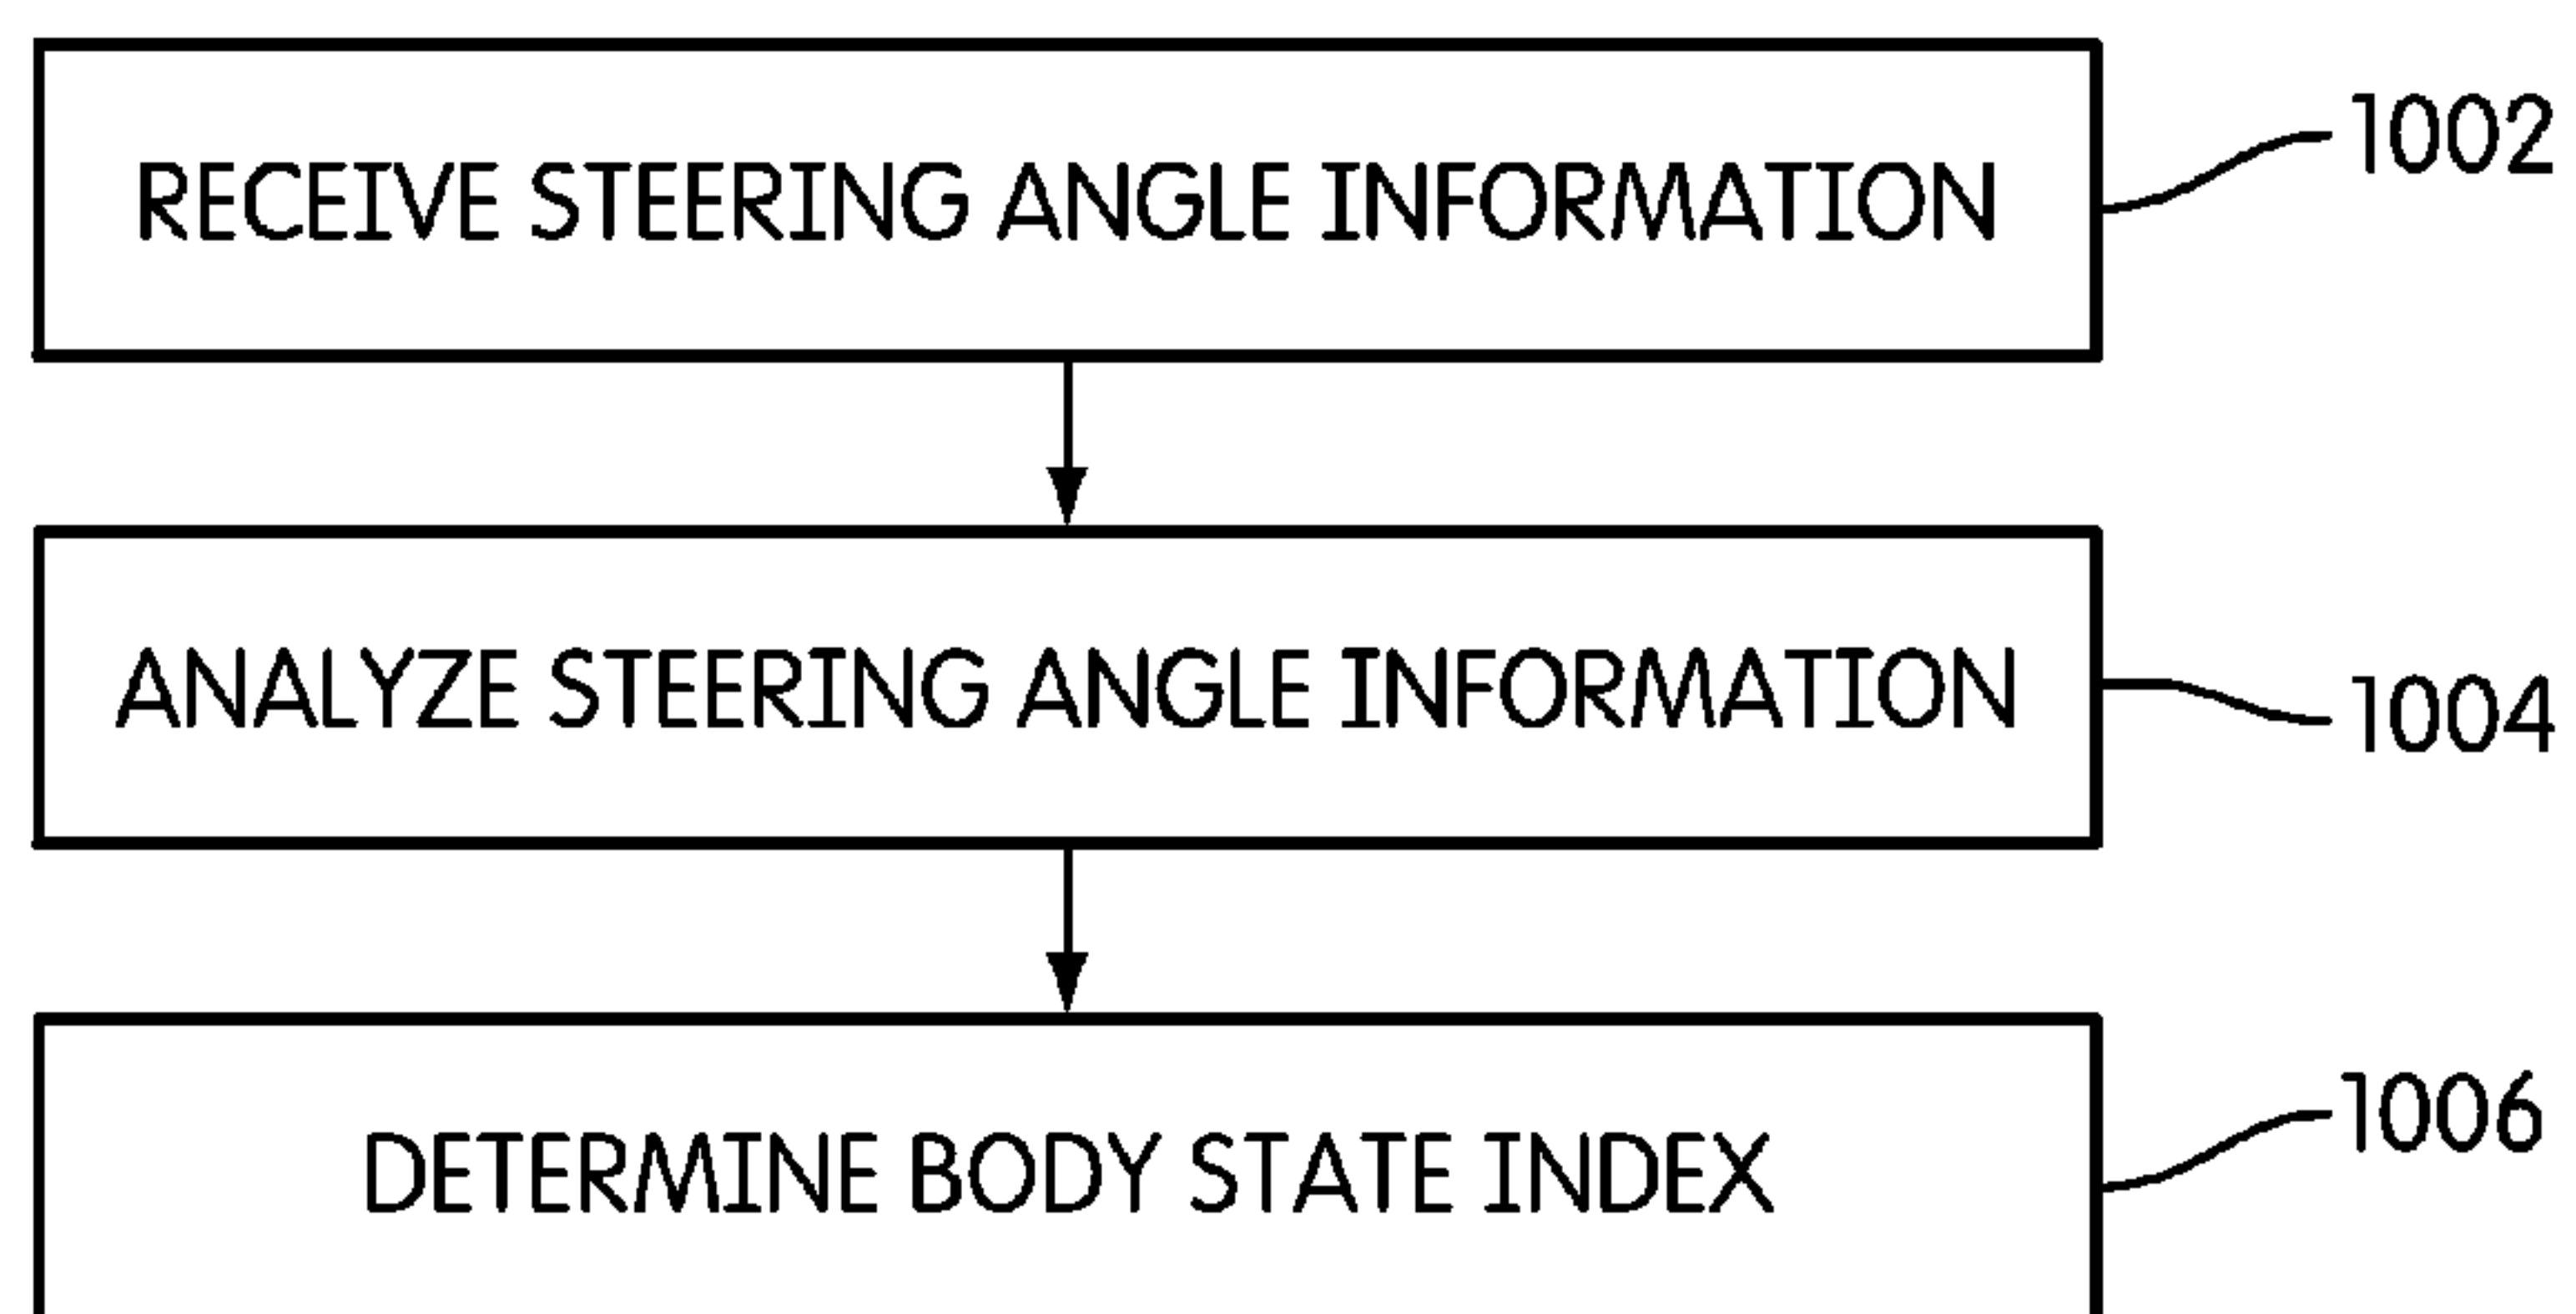 RECEIVE STEERING ANGLE INFORMATION
1002
ANALYZE STEERING ANGLE INFORMATION
1004
DETERMINE BODY STATE INDEX
1006